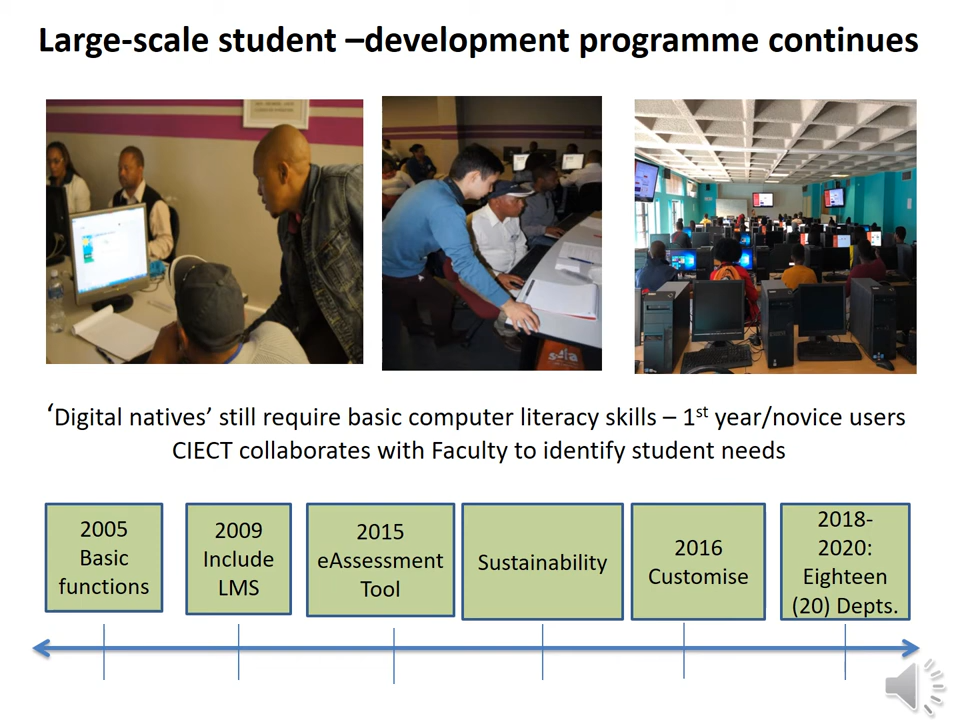 Large-scale student –development programme continues
‘Digital natives’ still require basic computer literacy skills – 1st year/novice users
CIECT collaborates with Faculty to identify student needs
2005
Basic
functions
2009
Include
LMS
2015
eAssessment
Tool
Sustainability
2016
Customise
2018-
2020:
Eighteen
(20) Depts.